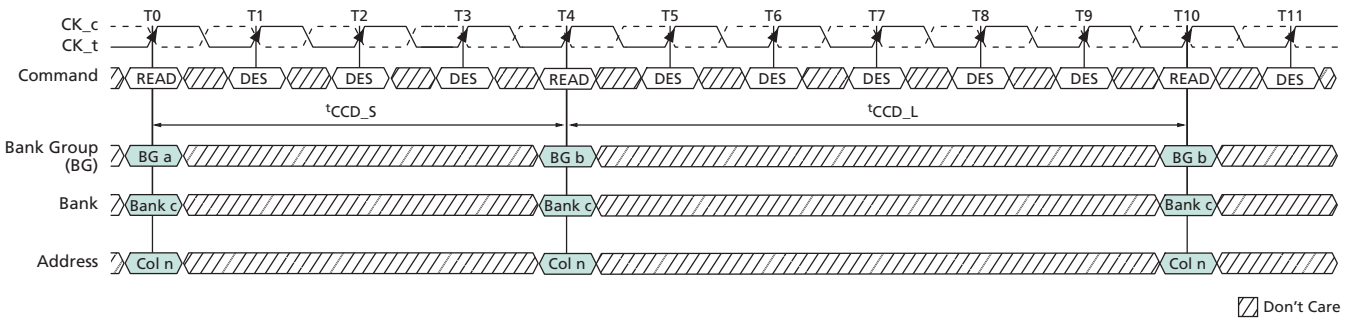 T0 T1 T2 T3 T4 T5 T6 T7 T8 T9 T10 T11
CK_c
CK_t
Command READ DES DES DES READ DES DES DES DES DES READ DES
tCCD_S tCCD_L
Bank Group
(BG)
BG a BG b BG b
Bank Bank c Bank c Bank c
Address Col n Col n Col n
Don't Care